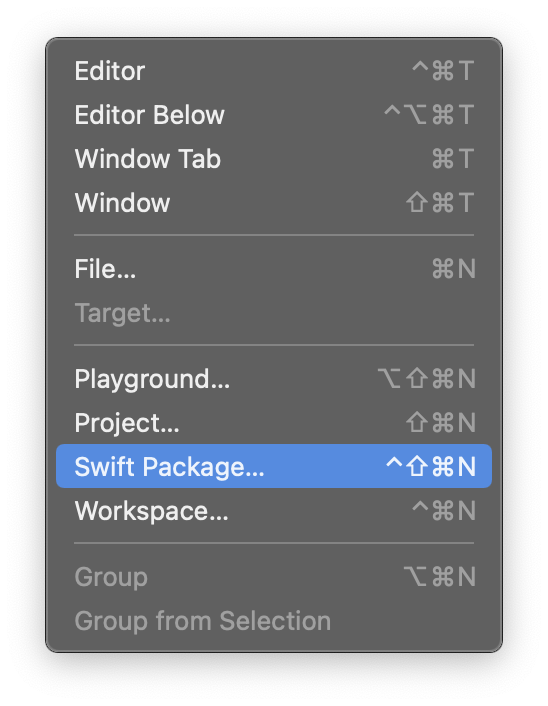 Editor ^⌘T
Editor Below ^⌥⌘T
Window Tab ⌘T
Window ⇧⌘T
File... ⌘N
Target...
Playground... ⌥⇧⌘N
Project... ⇧⌘N
Swift Package... ^⇧⌘N
Workspace... ^⌘N
Group ⌥⌘N
Group from Selection